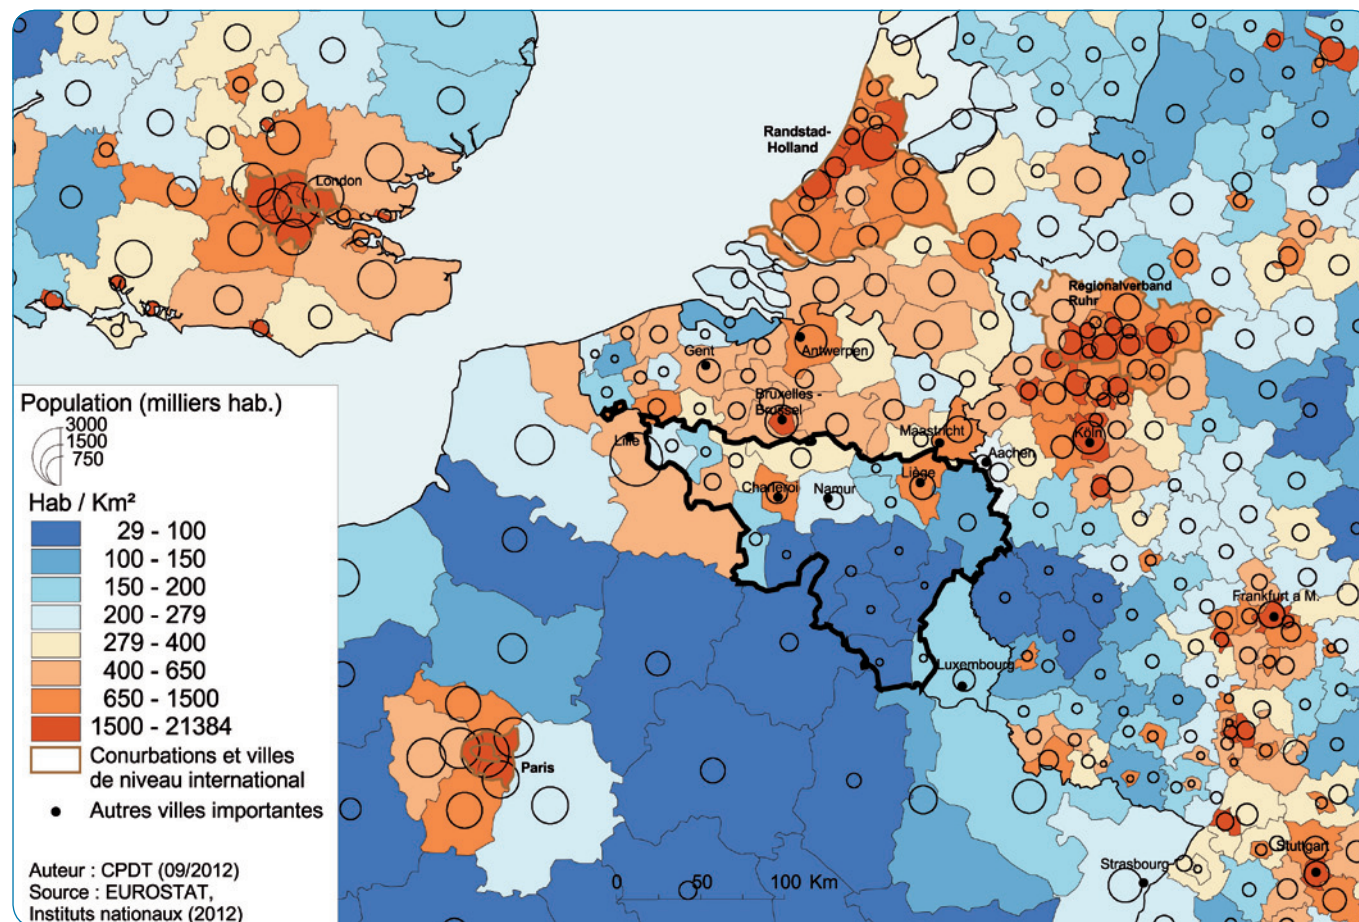 London
Randstad-
Holland
Regionalverband
Ruhr
Gent
Antwerpen
Bruxelles -
Brussel
Maastricht
Köln
Lille
Aachen
Liège
Charleroi
Namur
Frankfurt a M.
Luxembourg
Paris
Strasbourg
Stuttgart
Population (milliers hab.)
3000
1500
750
Hab / Km²
29 - 100
100 - 150
150 - 200
200 - 279
279 - 400
400 - 650
650 - 1500
1500 - 21384
Conurbations et villes
de niveau international
Autres villes importantes
Auteur : CPDT (09/2012)
Source : EUROSTAT,
Instituts nationaux (2012)
0 50 100 Km